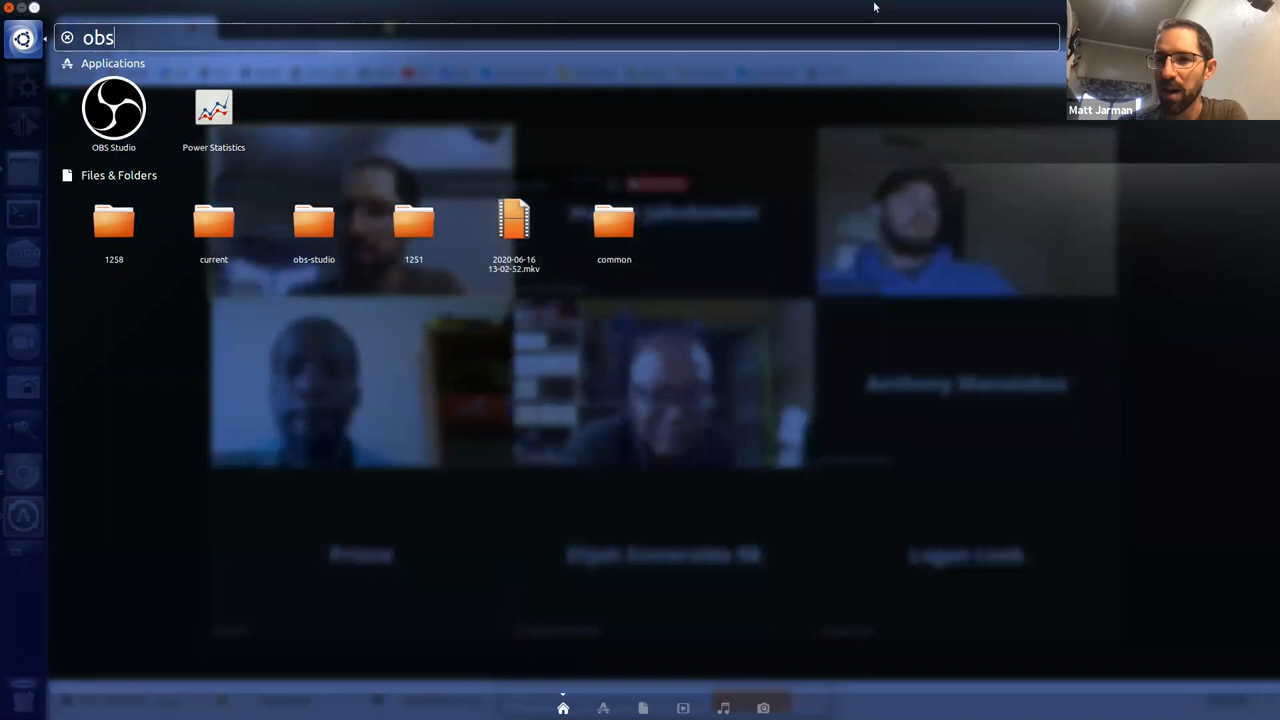 obs
Matt Jarman
Applications
OBS Studio
Power Statistics
Files & Folders
1258
current
obs-studio
1251
2020-06-16
13-02-52.mkv
common